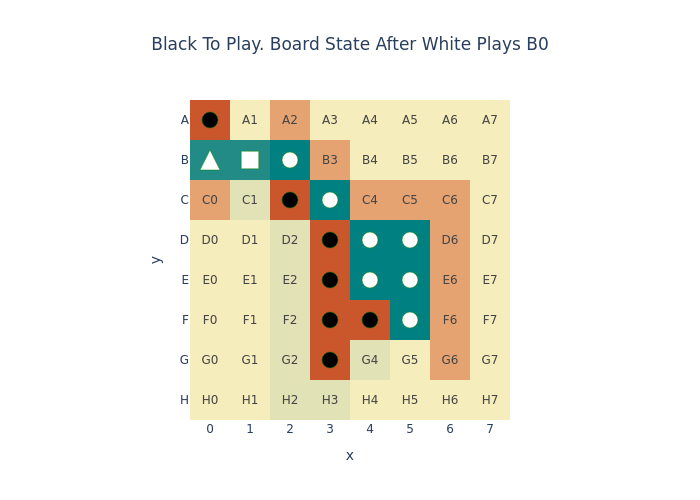 Black To Play. Board State After White Plays B0
A A1 A2 A3 A4 A5 A6 A7
B B3 B4 B5 B6 B7
C C0 C1 C4 C5 C6 C7
D D0 D1 D2 D6 D7
E E0 E1 E2 E6 E7
F F0 F1 F2 F6 F7
G G0 G1 G2 G4 G5 G6 G7
H H0 H1 H2 H3 H4 H5 H6 H7
0 1 2 3 4 5 6 7
x
y